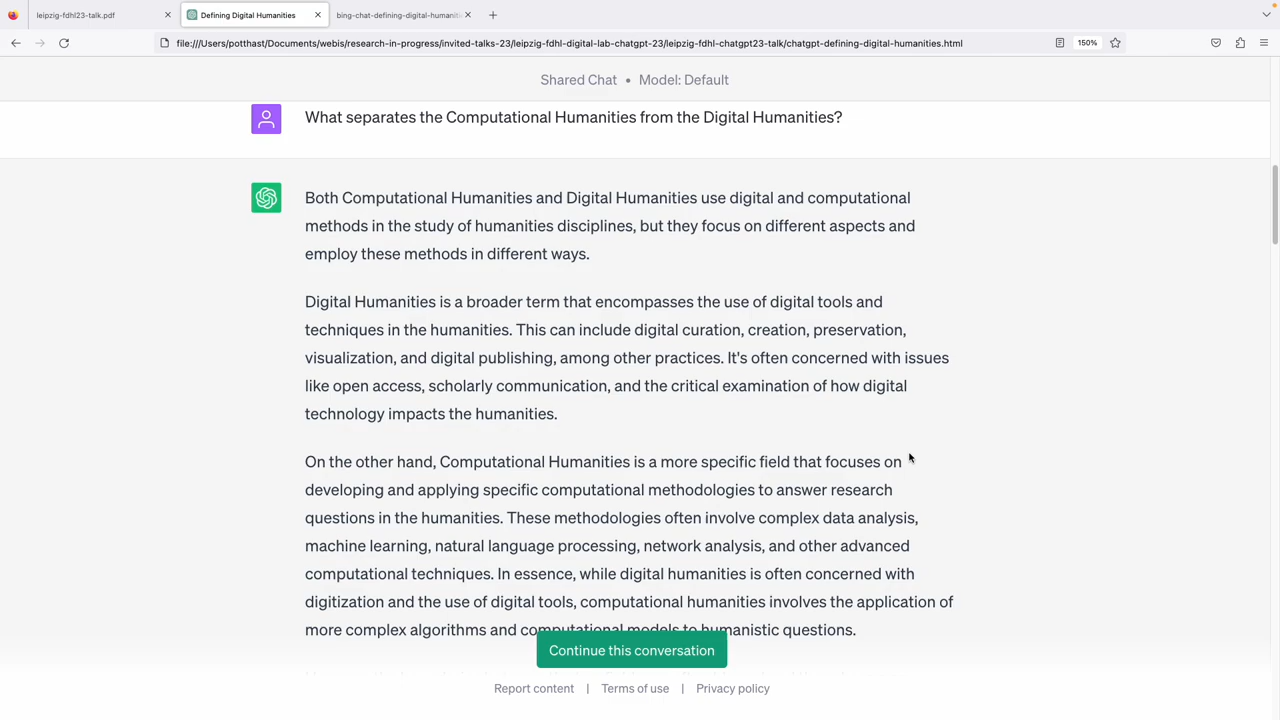 leipzig-fdhl23-talk.pdf
Defining Digital Humanities
bing-chat-defining-digital-humaniti
file:///Users/potthast/Documents/webis/research-in-progress/invited-talks-23/leipzig-fdhl-digital-lab-chatgpt-23/leipzig-fdhl-chatgpt23-talk/chatgpt-defining-digital-humanities.html
150%
Shared Chat • Model: Default
What separates the Computational Humanities from the Digital Humanities?
Both Computational Humanities and Digital Humanities use digital and computational
methods in the study of humanities disciplines, but they focus on different aspects and
employ these methods in different ways.
Digital Humanities is a broader term that encompasses the use of digital tools and
techniques in the humanities. This can include digital curation, creation, preservation,
visualization, and digital publishing, among other practices. It's often concerned with issues
like open access, scholarly communication, and the critical examination of how digital
technology impacts the humanities.
On the other hand, Computational Humanities is a more specific field that focuses on
developing and applying specific computational methodologies to answer research
questions in the humanities. These methodologies often involve complex data analysis,
machine learning, natural language processing, network analysis, and other advanced
computational techniques. In essence, while digital humanities is often concerned with
digitization and the use of digital tools, computational humanities involves the application of
more complex algorithms and computational models to humanistic questions.
Continue this conversation
Report content | Terms of use | Privacy policy